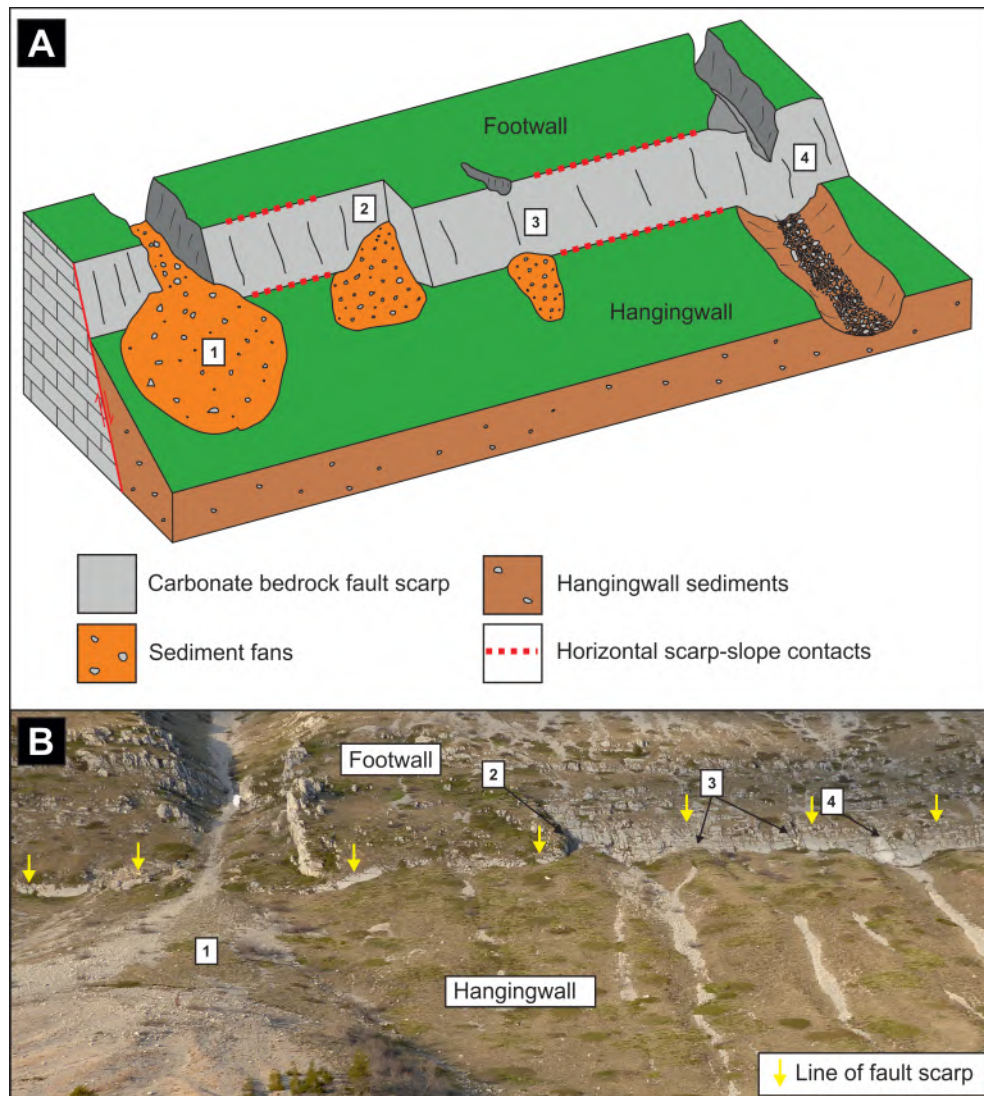 A
Footwall
4
2
3
Hangingwall
1
Carbonate bedrock fault scarp
Hangingwall sediments
Sediment fans
Horizontal scarp-slope contacts
B
Footwall
2
3
4
1
Hangingwall
Line of fault scarp